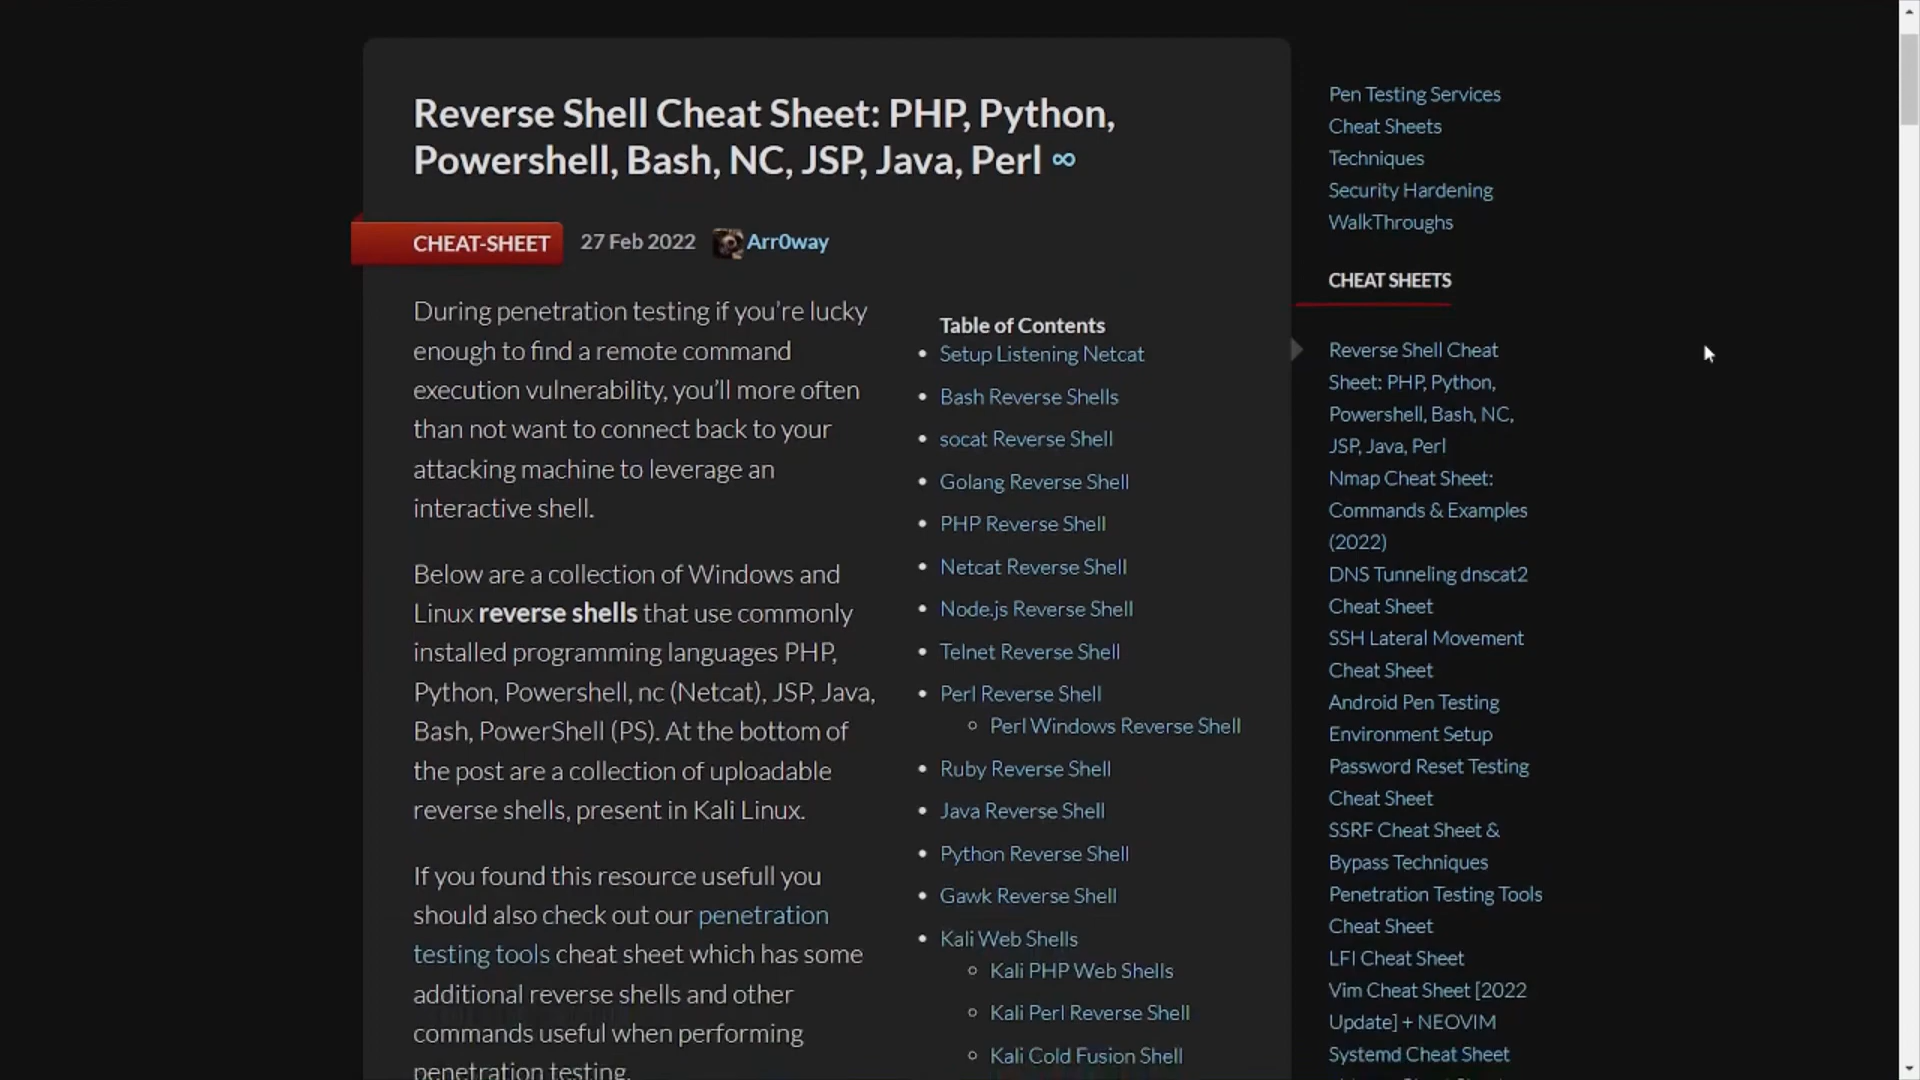 Reverse Shell Cheat Sheet: PHP, Python,
Powershell, Bash, NC, JSP, Java, Perl ∞
CHEAT-SHEET 27 Feb 2022 Arr0way
During penetration testing if you’re lucky
enough to find a remote command
execution vulnerability, you’ll more often
than not want to connect back to your
attacking machine to leverage an
interactive shell.
Below are a collection of Windows and
Linux reverse shells that use commonly
installed programming languages PHP,
Python, Powershell, nc (Netcat), JSP, Java,
Bash, PowerShell (PS). At the bottom of
the post are a collection of uploadable
reverse shells, present in Kali Linux.
If you found this resource usefull you
should also check out our penetration
testing tools cheat sheet which has some
additional reverse shells and other
commands useful when performing
penetration testing.
Table of Contents
• Setup Listening Netcat
• Bash Reverse Shells
• socat Reverse Shell
• Golang Reverse Shell
• PHP Reverse Shell
• Netcat Reverse Shell
• Node.js Reverse Shell
• Telnet Reverse Shell
• Perl Reverse Shell
◦ Perl Windows Reverse Shell
• Ruby Reverse Shell
• Java Reverse Shell
• Python Reverse Shell
• Gawk Reverse Shell
• Kali Web Shells
◦ Kali PHP Web Shells
◦ Kali Perl Reverse Shell
◦ Kali Cold Fusion Shell
Pen Testing Services
Cheat Sheets
Techniques
Security Hardening
WalkThroughs
CHEAT SHEETS
Reverse Shell Cheat
Sheet: PHP, Python,
Powershell, Bash, NC,
JSP, Java, Perl
Nmap Cheat Sheet:
Commands & Examples
(2022)
DNS Tunneling dnscat2
Cheat Sheet
SSH Lateral Movement
Cheat Sheet
Android Pen Testing
Environment Setup
Password Reset Testing
Cheat Sheet
SSRF Cheat Sheet &
Bypass Techniques
Penetration Testing Tools
Cheat Sheet
LFI Cheat Sheet
Vim Cheat Sheet [2022
Update] + NEOVIM
Systemd Cheat Sheet